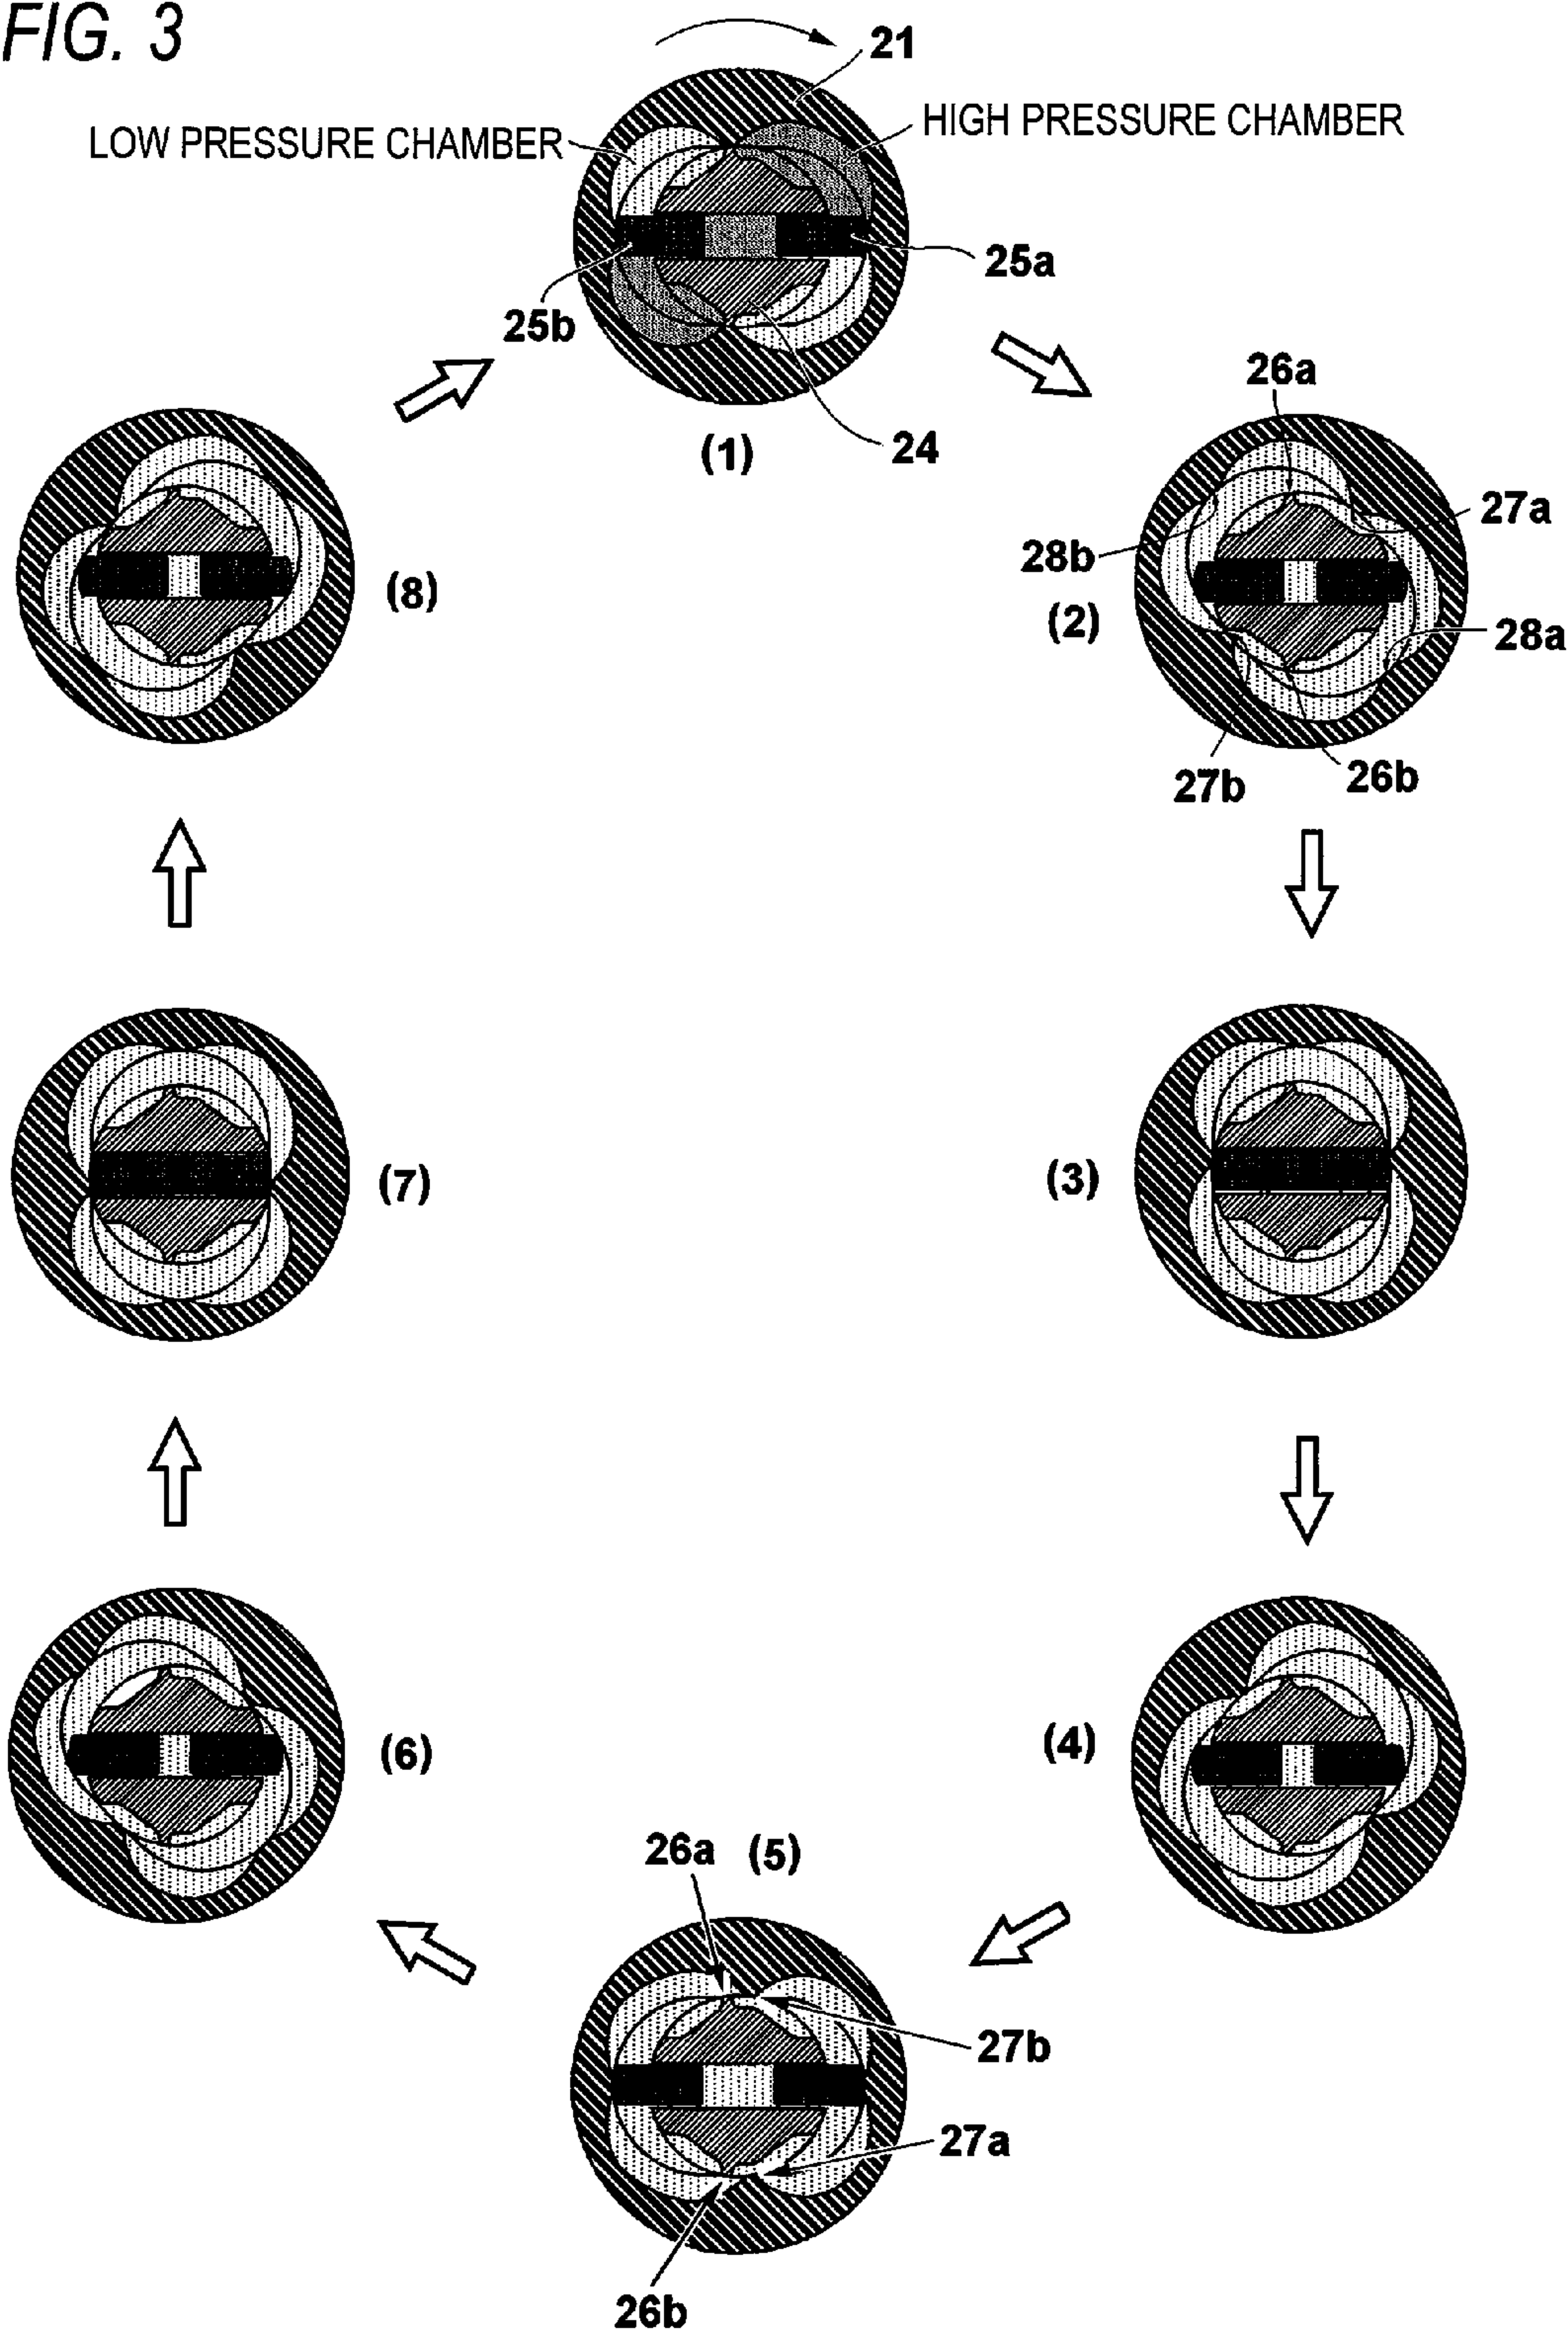 FIG. 3
21
LOW PRESSURE CHAMBER
HIGH PRESSURE CHAMBER
25a
25b
24
(1)
26a
27a
28b
(2)
28a
27b
26b
(8)
(7)
(3)
(6)
(4)
26a
(5)
27b
27a
26b